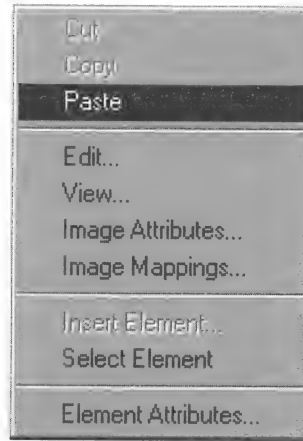 Cut
Copy
Paste
Edit...
View...
Image Attributes...
Image Mappings...
Insert Element...
Select Element
Element Attributes...